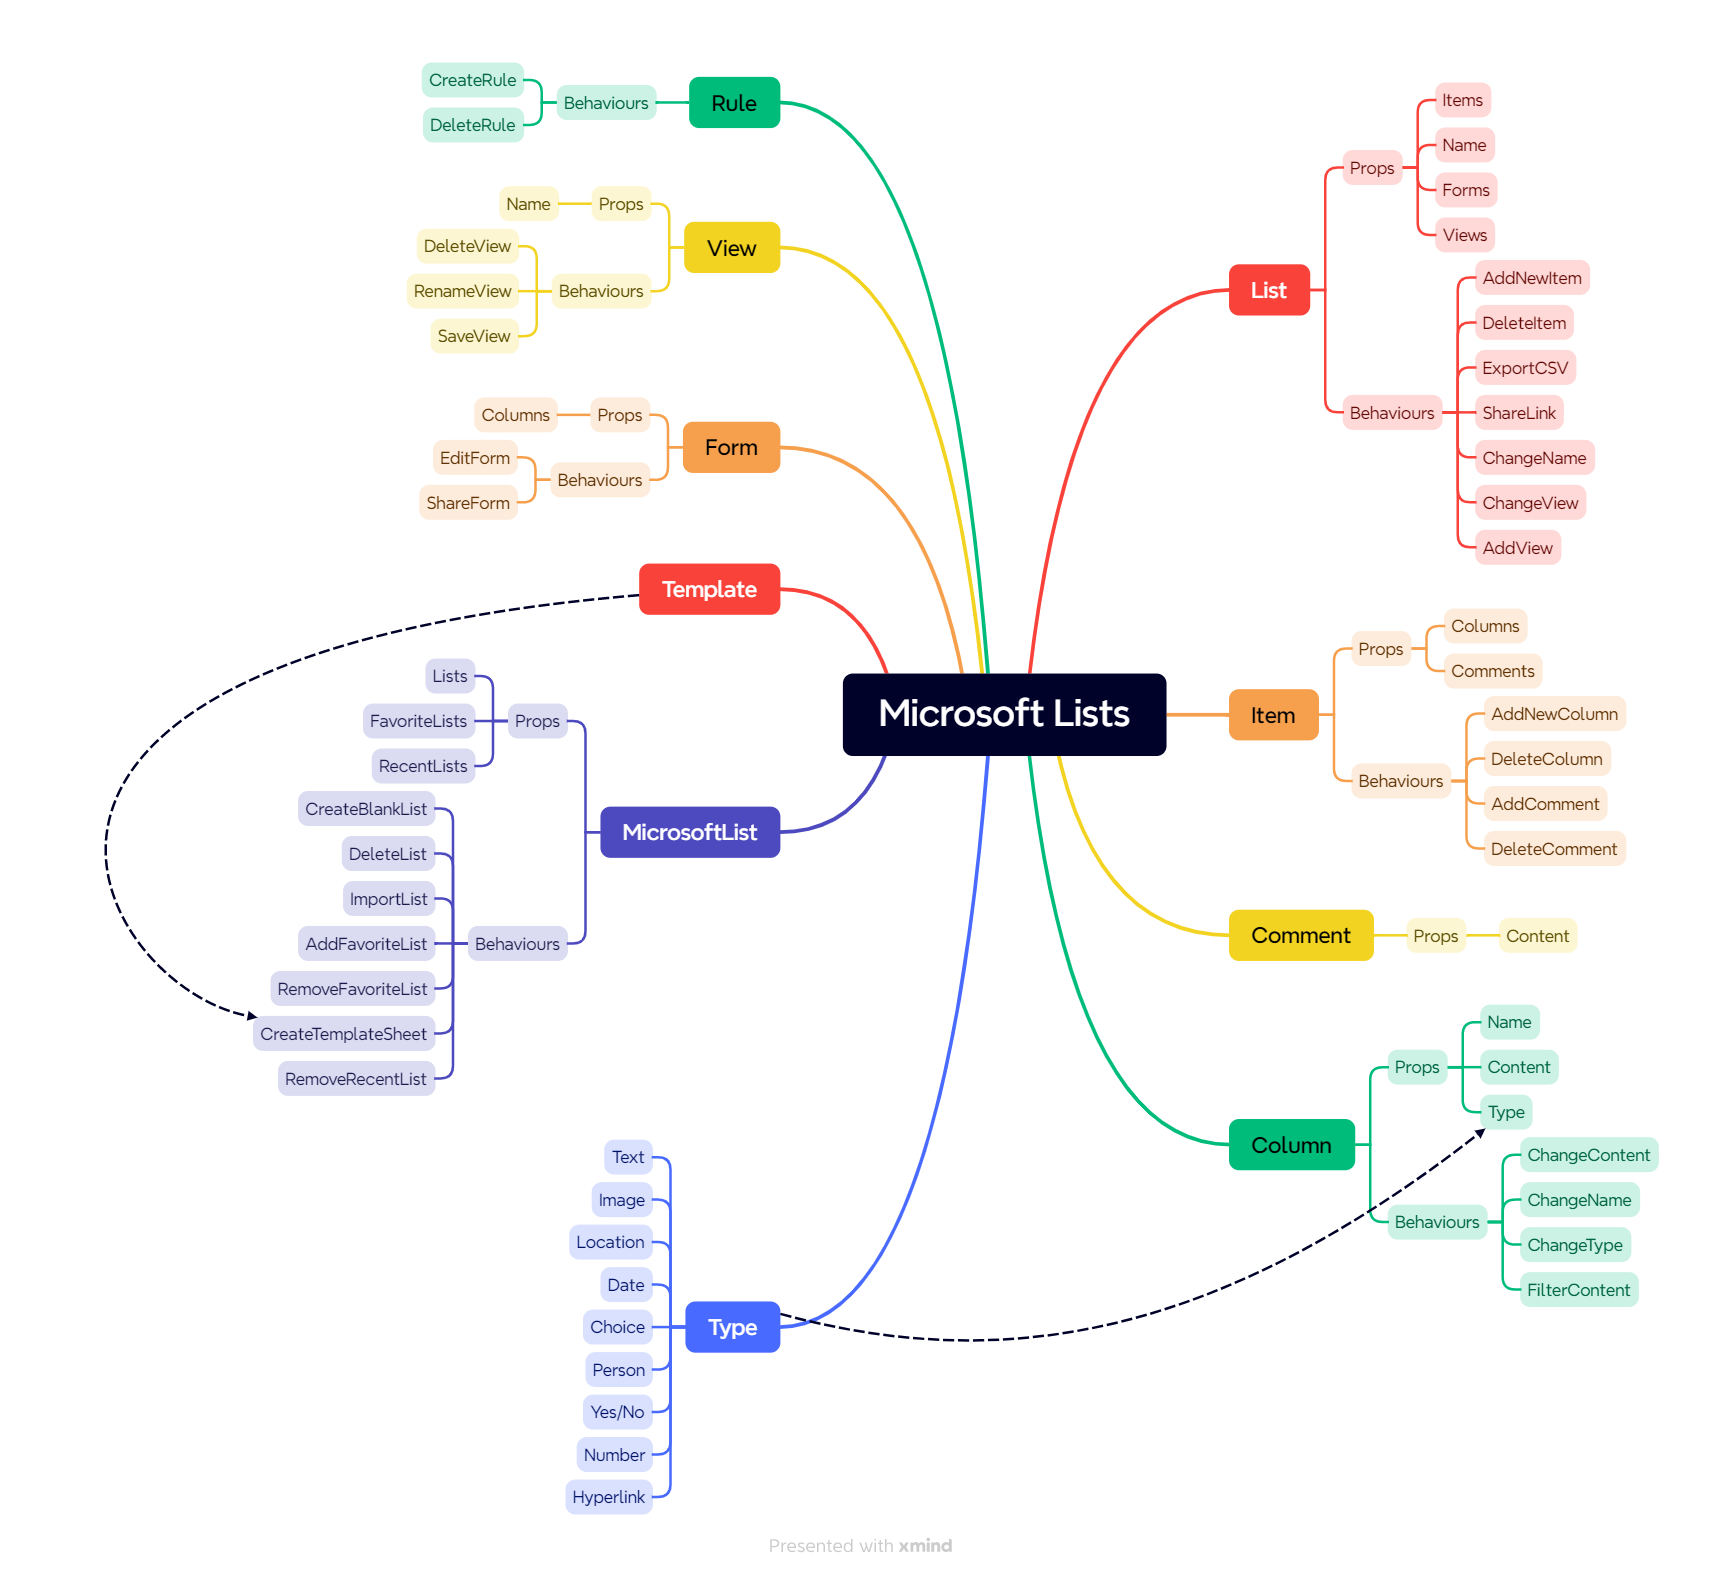 CreateRule
DeleteRule
Behaviours
Rule
Name
Props
DeleteView
RenameView
SaveView
Behaviours
View
Columns
Props
EditForm
ShareForm
Behaviours
Form
Template
Lists
FavoriteLists
RecentLists
Props
CreateBlankList
DeleteList
ImportList
AddFavoriteList
RemoveFavoriteList
CreateTemplateSheet
RemoveRecentList
Behaviours
MicrosoftList
Text
Image
Location
Date
Choice
Person
Yes/No
Number
Hyperlink
Type
Microsoft Lists
List
Props
Items
Name
Forms
Views
Behaviours
AddNewItem
DeleteItem
ExportCSV
ShareLink
ChangeName
ChangeView
AddView
Item
Props
Columns
Comments
Behaviours
AddNewColumn
DeleteColumn
AddComment
DeleteComment
Comment
Props
Content
Column
Props
Name
Content
Type
Behaviours
ChangeContent
ChangeName
ChangeType
FilterContent
Presented with xmind